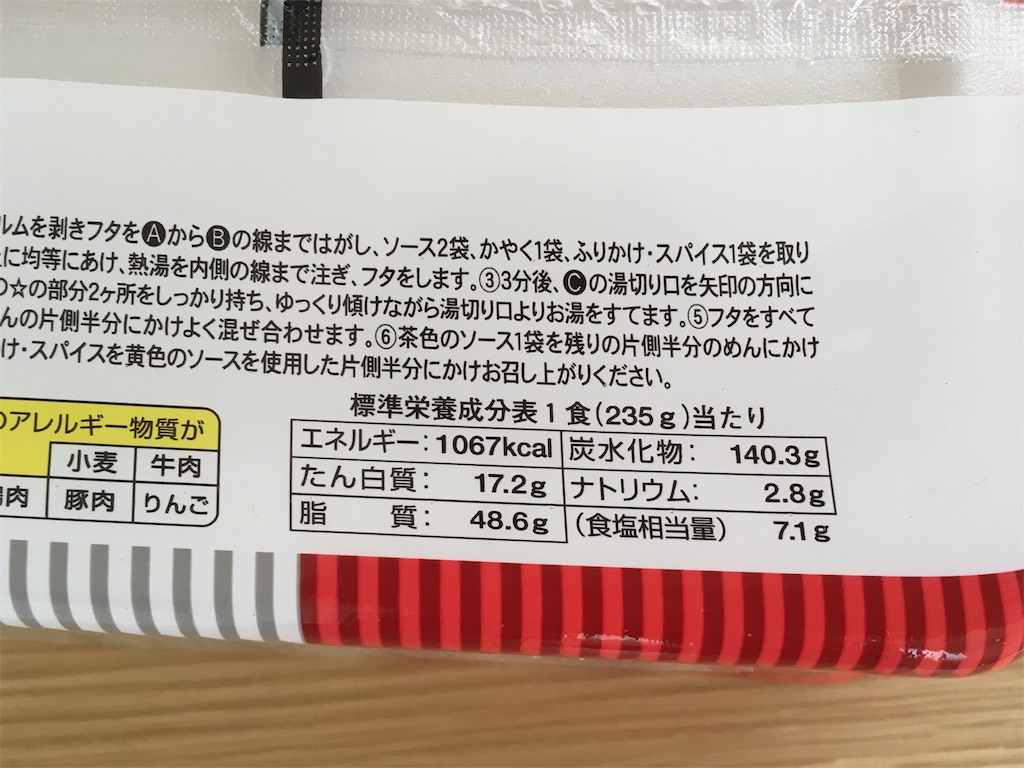 ルムを剥きフタをⒶからⒷの線まではがし、ソース2袋、かやく1袋、ふりかけ・スパイス1袋を取り
に均等にあけ、熱湯を内側の線まで注ぎ、フタをします。③3分後、Ⓒの湯切り口を矢印の方向に
の☆の部分2ヶ所をしっかり持ち、ゆっくり傾けながら湯切り口よりお湯をすてます。⑤フタをすべて
んの片側半分にかけよく混ぜ合わせます。⑥茶色のソース1袋を残りの片側半分のめんにかけ
け・スパイスを黄色のソースを使用した片側半分にかけお召し上がりください。
のアレルギー物質が
小麦 牛肉
肉 豚肉 りんご
標準栄養成分表1食(235g)当たり
エネルギー:1067kcal 炭水化物: 140.3g
たん白質: 17.2g ナトリウム: 2.8g
脂 質: 48.6g (食塩相当量) 7.1g